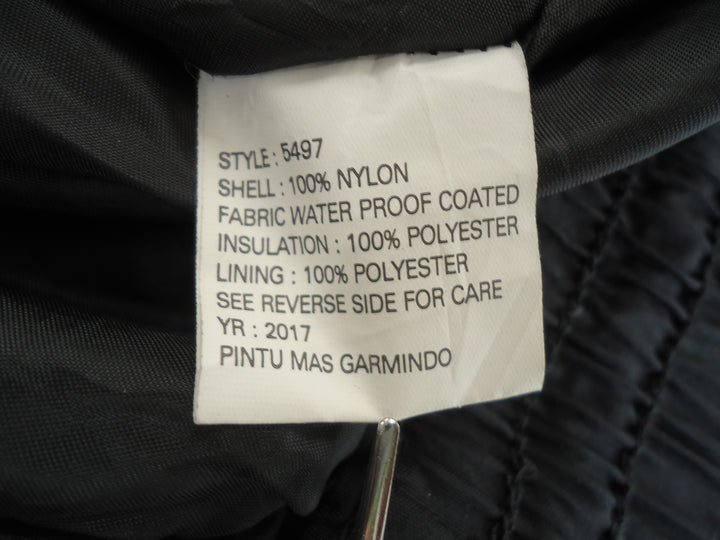 STYLE : 5497
SHELL : 100% NYLON
FABRIC WATER PROOF COATED
INSULATION : 100% POLYESTER
LINING : 100% POLYESTER
SEE REVERSE SIDE FOR CARE
YR : 2017
PINTU MAS GARMINDO